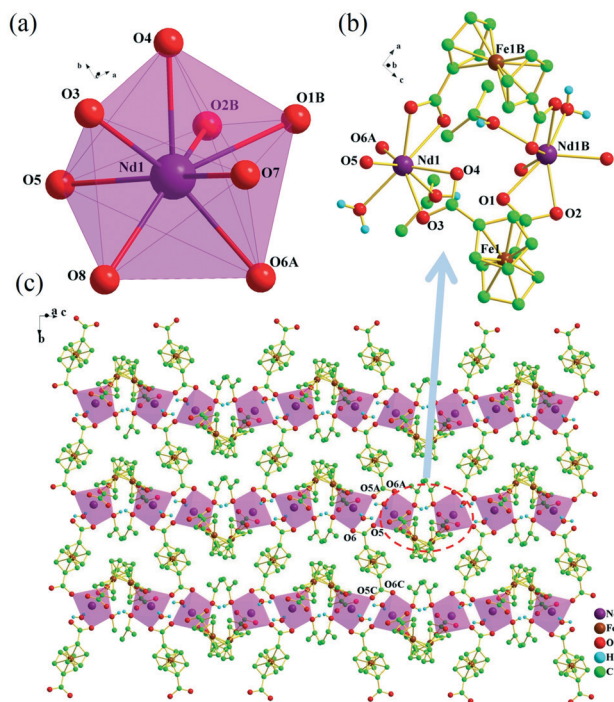 (a)
b
a
O4
O3
O2B
O1B
Nd1
O5
O7
O8
O6A
(b)
a
b
c
Fe1B
O6A
O5
Nd1
O4
Nd1B
O3
O1
O2
Fe1
(c)
a c
b
O5A O6A
O6 O5
O5C O6C
Fe
O
H
C